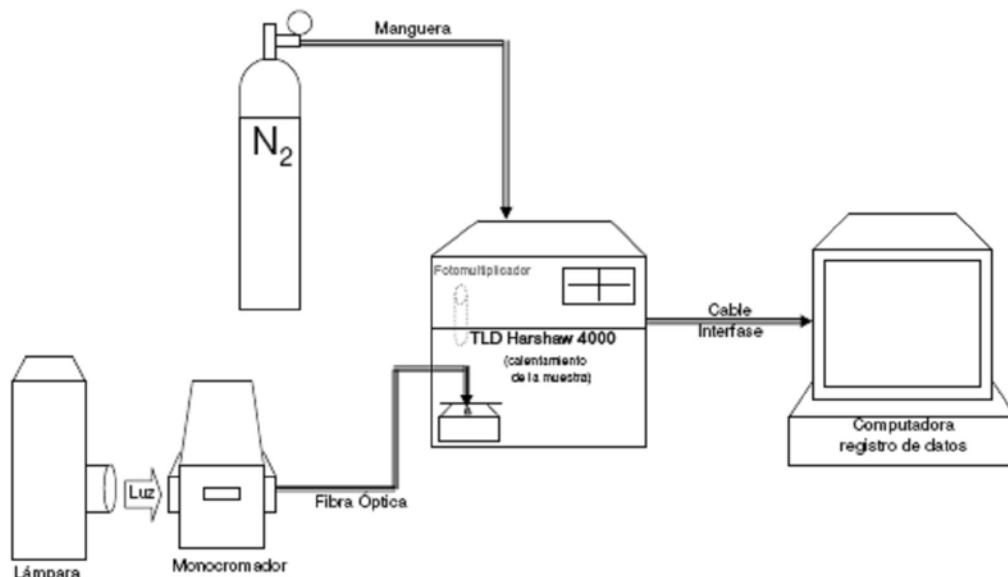 Manguera
N2
Fotomultiplicador
TLD Harshaw 4000
(calentamiento
de la muestra)
Cable
Interfase
Computadora
registro de datos
Luz
Fibra Óptica
Monocromador
Lámpara